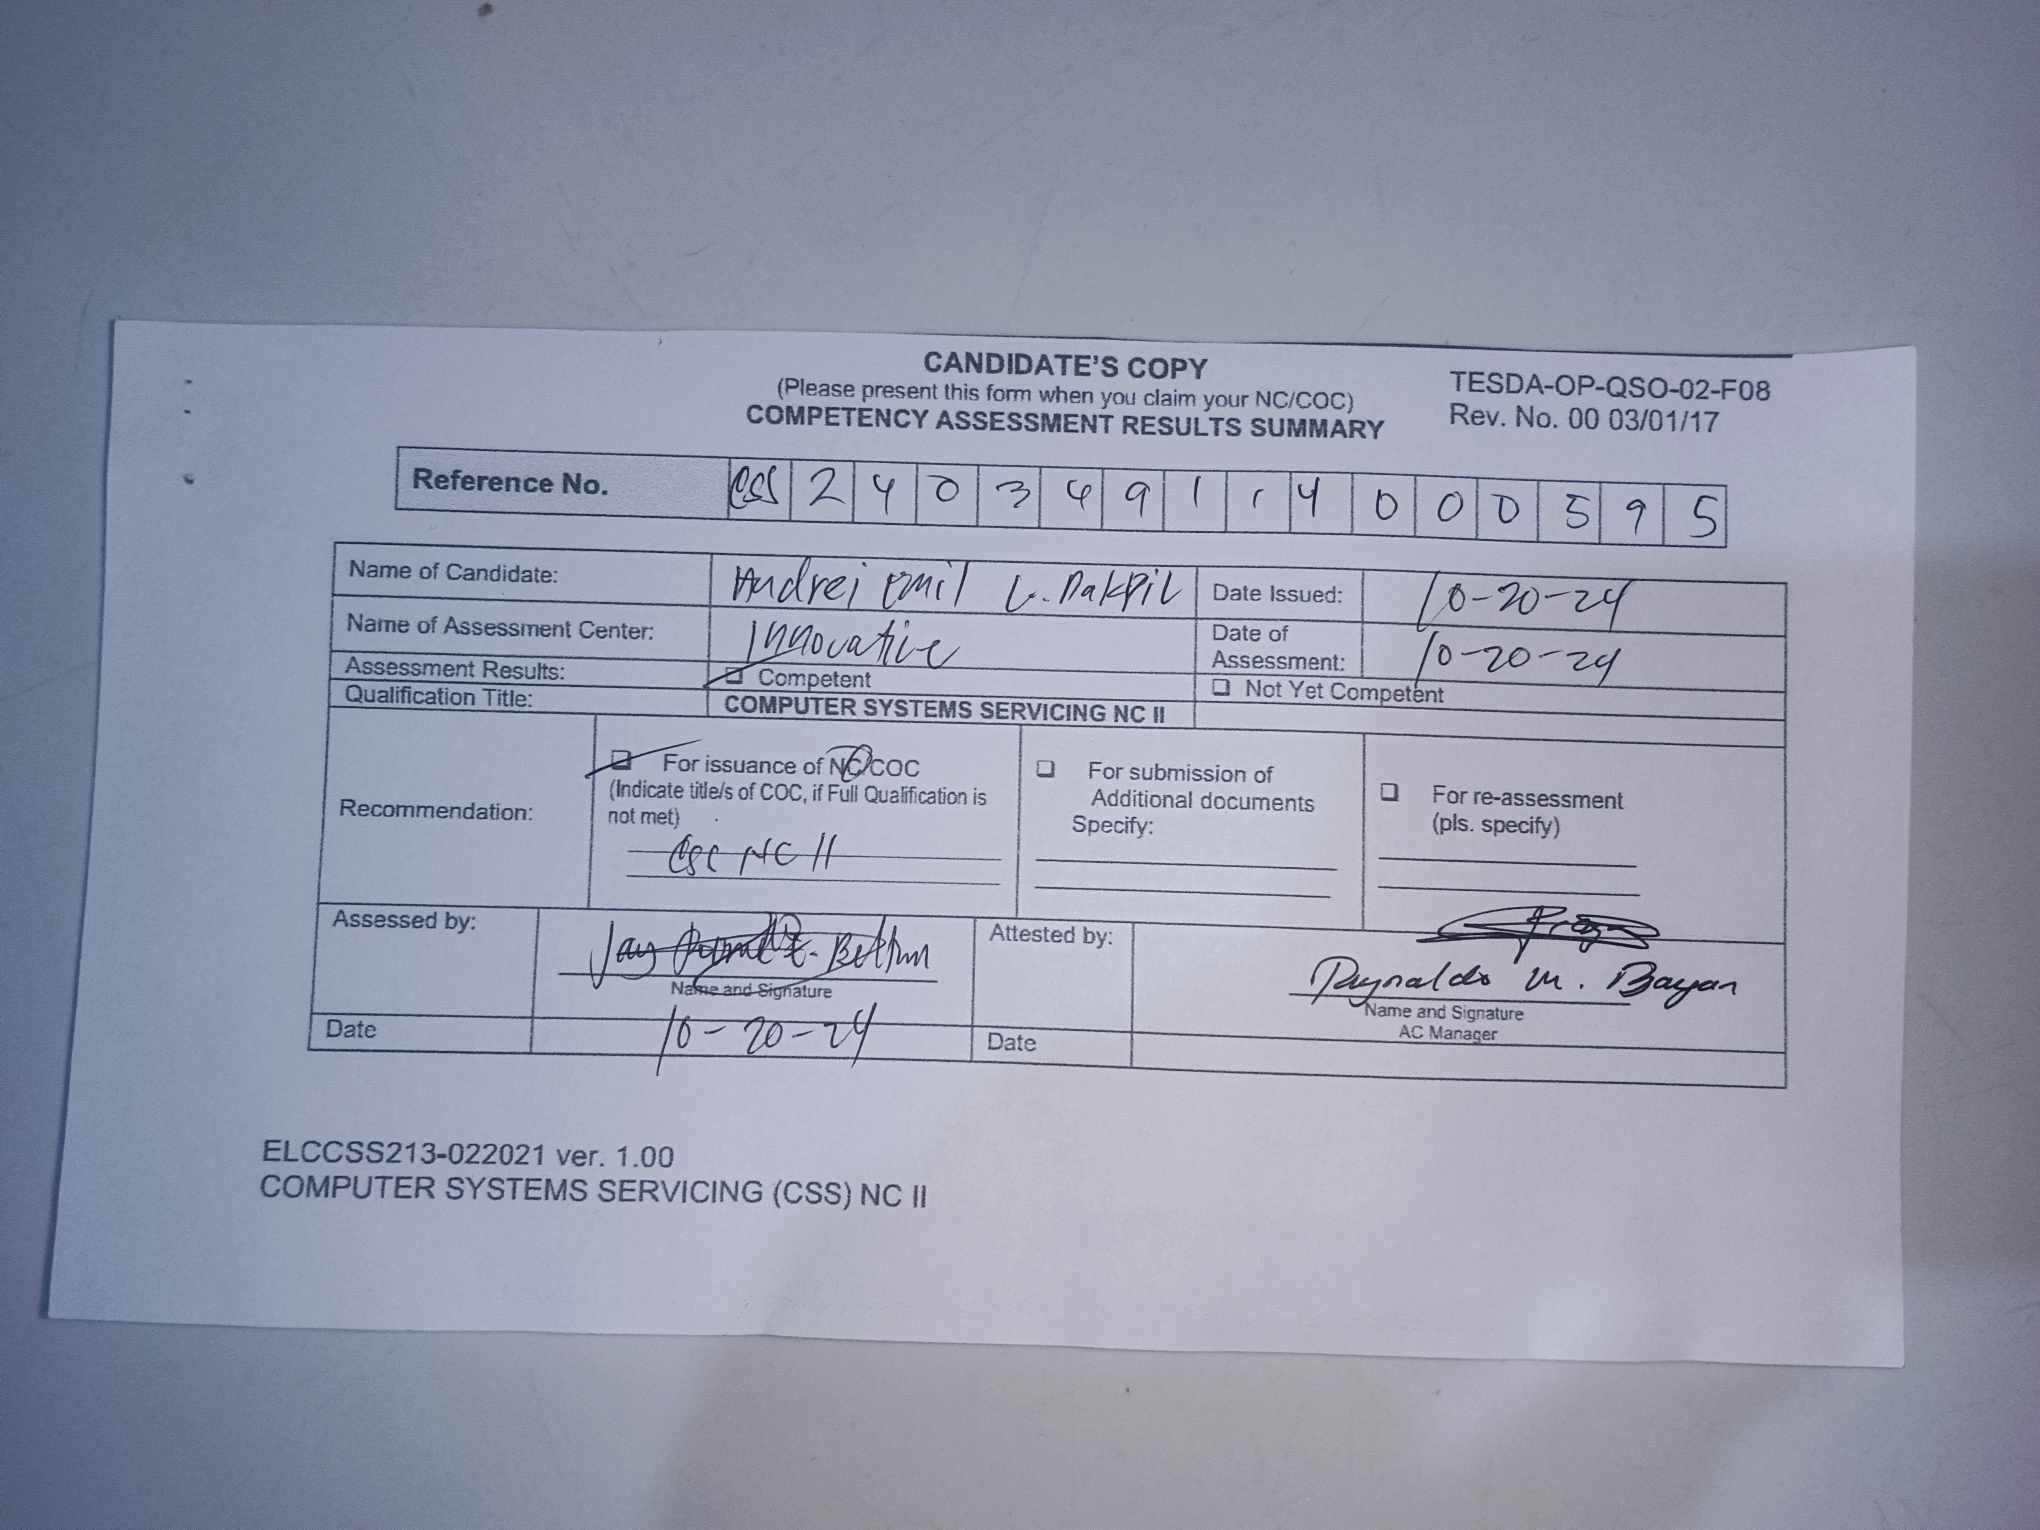 CANDIDATE'S COPY
(Please present this form when you claim your NC/COC)
COMPETENCY ASSESSMENT RESULTS SUMMARY
TESDA-OP-QSO-02-F08
Rev. No. 00 03/01/17
Reference No. CSS 2 4 0 3 4 9 1 1 4 0 0 0 5 9 5
Name of Candidate: Andrei Emil L. Dakpil Date Issued: 10-20-24
Name of Assessment Center: Innovative Date of Assessment: 10-20-24
Assessment Results: Competent Not Yet Competent
Qualification Title: COMPUTER SYSTEMS SERVICING NC II
Recommendation:
For issuance of NC/COC
(Indicate title/s of COC, if Full Qualification is
not met)
CSC NC II
For submission of
Additional documents
Specify:
For re-assessment
(pls. specify)
Assessed by: Jay
Name and Signature
Attested by: Reynaldo M. Bayan
Name and Signature
AC Manager
Date 10-20-24
Date
ELCCSS213-022021 ver. 1.00
COMPUTER SYSTEMS SERVICING (CSS) NC II